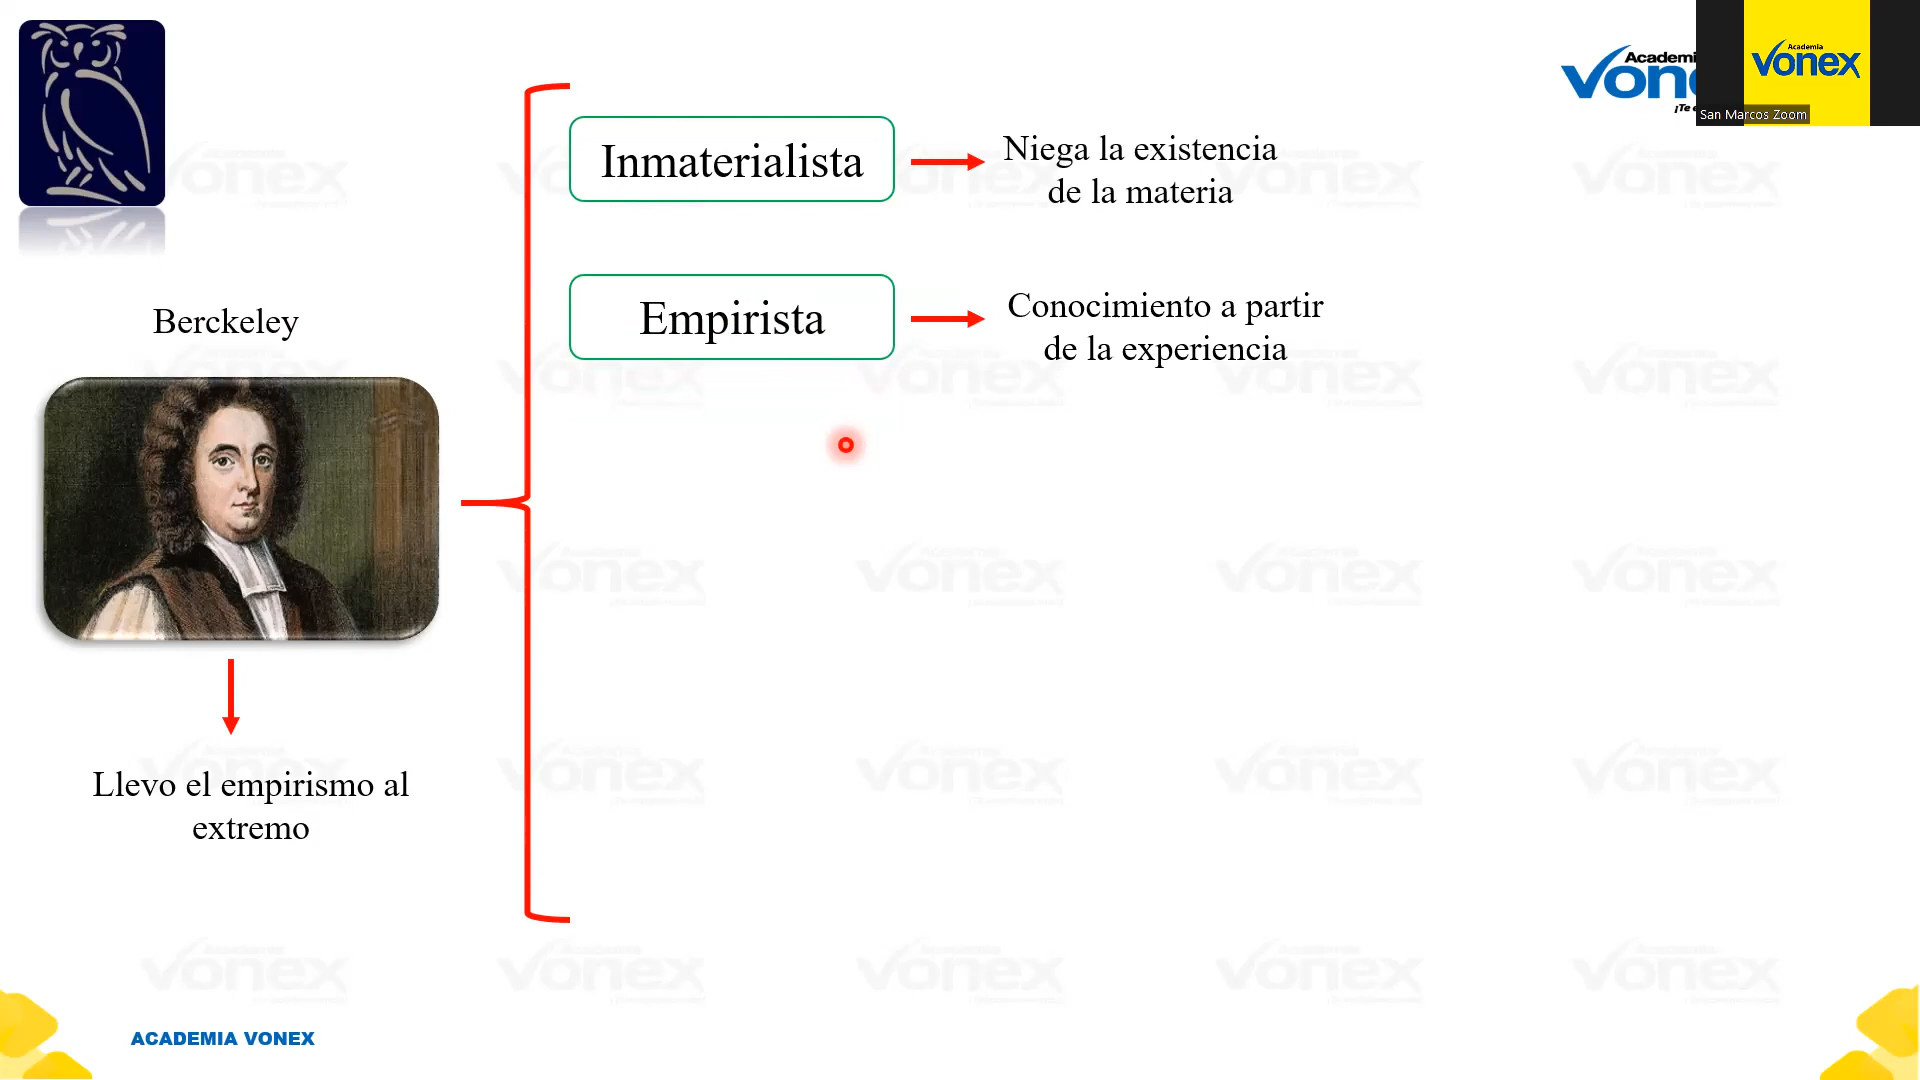 Academia
vonex
San Marcos Zoom
¡Te
Inmaterialista
Niega la existencia
de la materia
Empirista
Conocimiento a partir
de la experiencia
Berckeley
Llevo el empirismo al
extremo
ACADEMIA VONEX